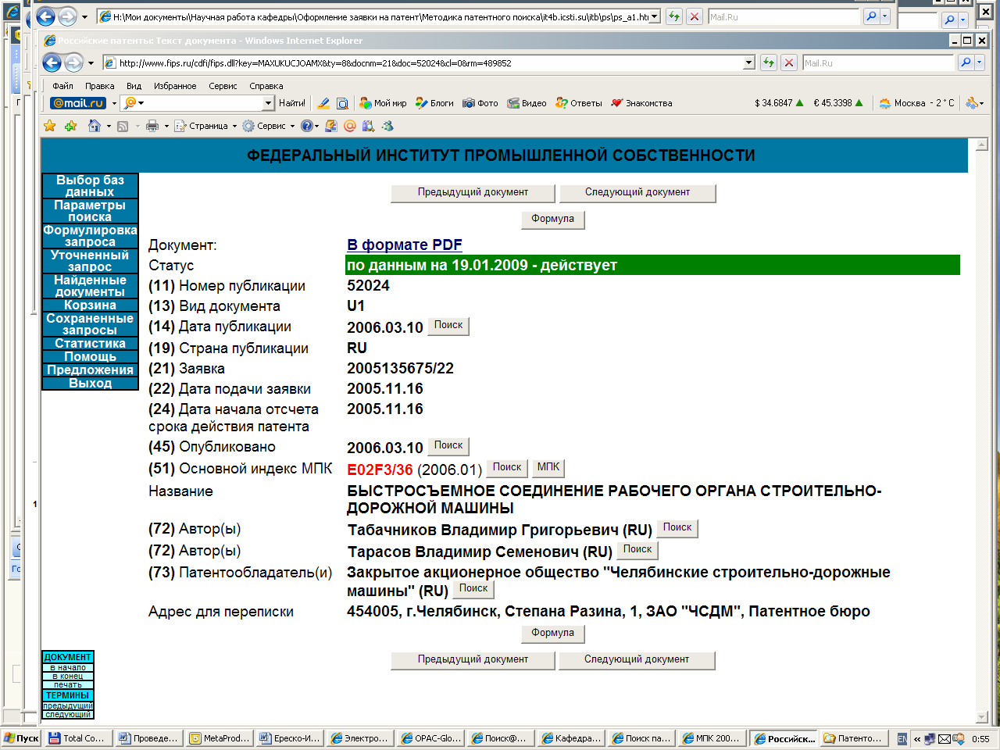 H:\Мои документы\Научная работа кафедры\Оформление заявки на патент\Методика патентного поиска\it4b.icsti.su\itb\ps\ps_a1.htm
Mail.Ru
Российские патенты: Текст документа - Windows Internet Explorer
http://www.fips.ru/cdfi/fips.dll?key=MAXUKUCJOAMX&ty=8&docnm=21&doc=52024&cl=0&rm=489852
Mail.Ru
Файл Правка Вид Избранное Сервис Справка
@mail.ru Найти! Мой мир Блоги Фото Видео Ответы Знакомства $ 34.6847 € 45.3398 Москва - 2 ° C
Страница Сервис
ФЕДЕРАЛЬНЫЙ ИНСТИТУТ ПРОМЫШЛЕННОЙ СОБСТВЕННОСТИ
Выбор баз
данных
Параметры
поиска
Формулировка
запроса
Уточненный
запрос
Найденные
документы
Корзина
Сохраненные
запросы
Статистика
Помощь
Предложения
Выход
Предыдущий документ Следующий документ
Формула
Документ: В формате PDF
Статус по данным на 19.01.2009 - действует
(11) Номер публикации 52024
(13) Вид документа U1
(14) Дата публикации 2006.03.10 Поиск
(19) Страна публикации RU
(21) Заявка 2005135675/22
(22) Дата подачи заявки 2005.11.16
(24) Дата начала отсчета 2005.11.16
срока действия патента
(45) Опубликовано 2006.03.10 Поиск
(51) Основной индекс МПК E02F3/36 (2006.01) Поиск МПК
Название БЫСТРОСЪЕМНОЕ СОЕДИНЕНИЕ РАБОЧЕГО ОРГАНА СТРОИТЕЛЬНО-
ДОРОЖНОЙ МАШИНЫ
(72) Автор(ы) Табачников Владимир Григорьевич (RU) Поиск
(72) Автор(ы) Тарасов Владимир Семенович (RU) Поиск
(73) Патентообладатель(и) Закрытое акционерное общество "Челябинские строительно-дорожные
машины" (RU) Поиск
Адрес для переписки 454005, г.Челябинск, Степана Разина, 1, ЗАО "ЧСДМ", Патентное бюро
Формула
Предыдущий документ Следующий документ
ДОКУМЕНТ
в начало
в конец
печать
ТЕРМИНЫ
предыдущий
следующий
1
Пуск Total Co... Проведе... MetaProd... Ереско-И... Электро... OPAC-Glo... Поиск@... Кафедра... Поиск па... МПК 200... Российск... Патенто... EN « 0:55